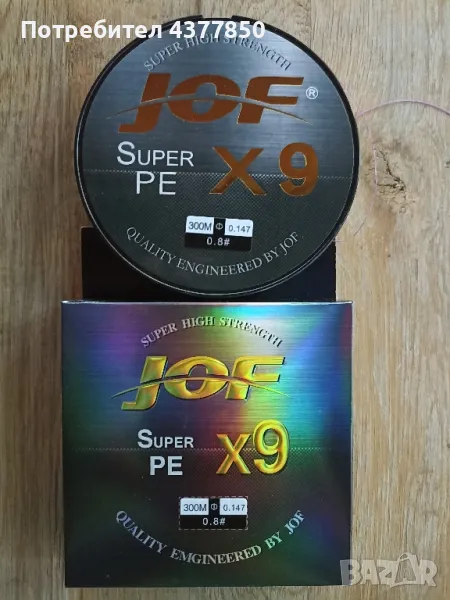 Потребител 4377850
SUPER HIGH STRENGTH
JOF®
SUPER PE X9
300M Φ 0.147
0.8#
QUALITY ENGINEERED BY JOF
SUPER HIGH STRENGTH
JOF
SUPER PE X9
300M Φ 0.147
0.8#
QUALITY EMGINEERED BY JOF
BAZAR